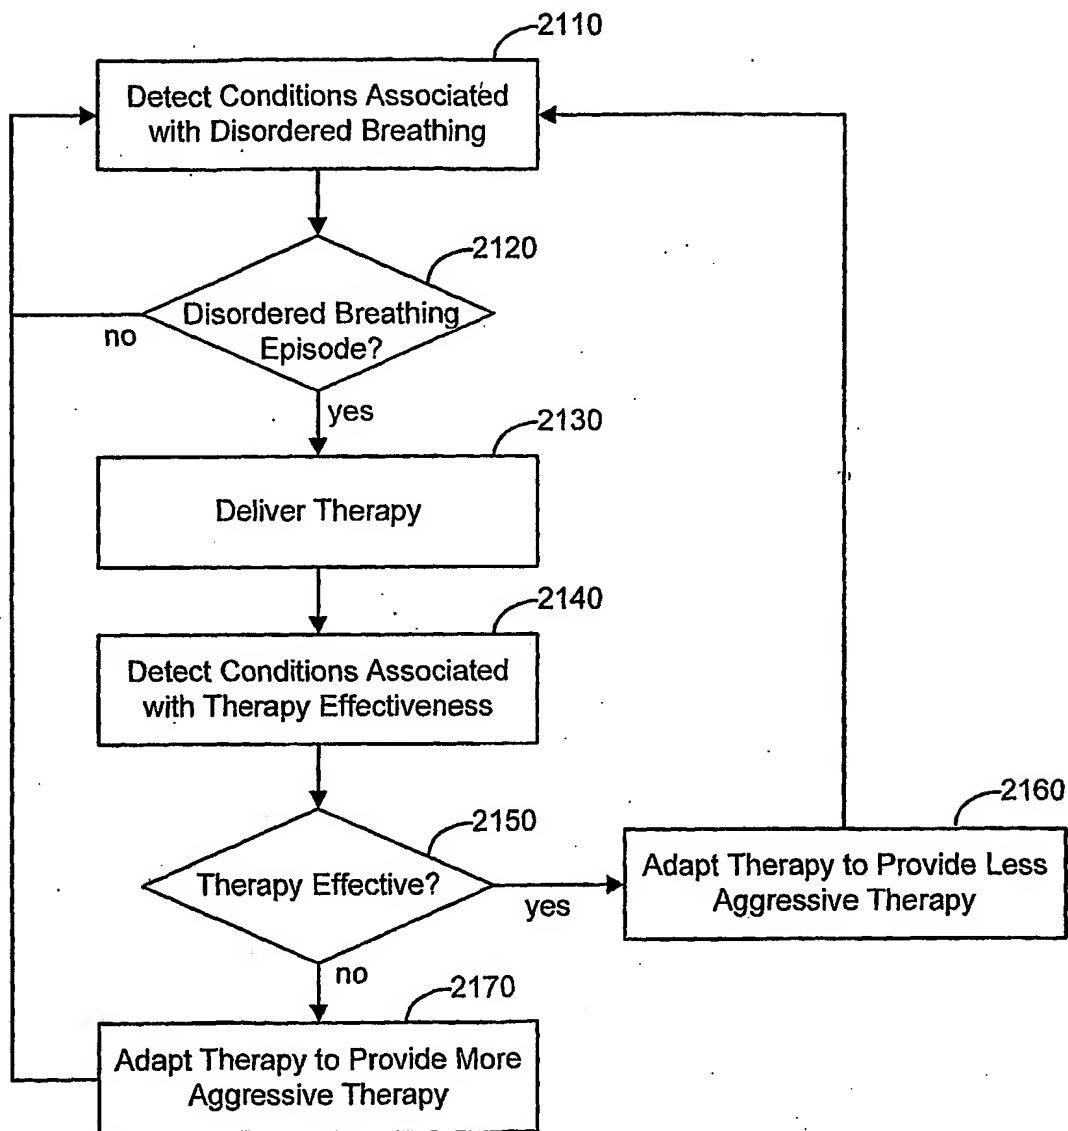 2110
Detect Conditions Associated
with Disordered Breathing
2120
Disordered Breathing
Episode?
no
yes
2130
Deliver Therapy
2140
Detect Conditions Associated
with Therapy Effectiveness
2150
Therapy Effective?
yes
no
2160
Adapt Therapy to Provide Less
Aggressive Therapy
2170
Adapt Therapy to Provide More
Aggressive Therapy